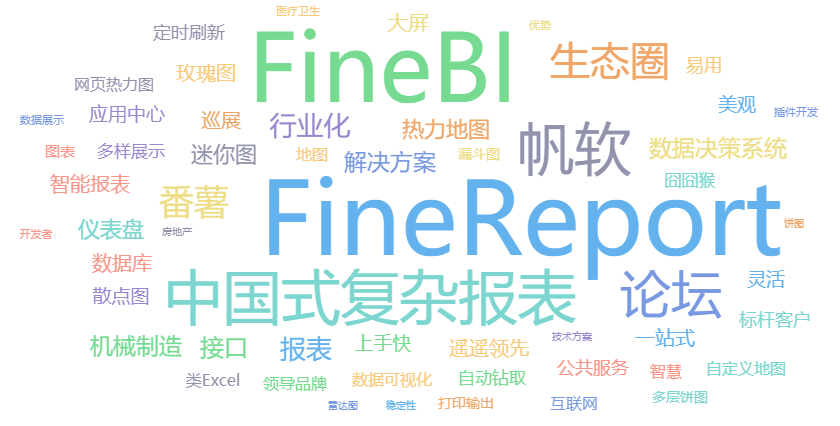 医疗卫生
大屏
优势
定时刷新
FineBI
生态圈
易用
玫瑰图
网页热力图
美观
数据展示
应用中心
巡展
行业化
热力地图
插件开发
帆软
图表
多样展示
迷你图
地图
解决方案
漏斗图
数据决策系统
智能报表
番薯
FineReport
囧囧猴
开发者
仪表盘
房地产
饼图
数据库
散点图
中国式复杂报表
论坛
灵活
标杆客户
机械制造
接口
报表
上手快
遥遥领先
技术方案
一站式
类Excel
领导品牌
数据可视化
自动钻取
公共服务
智慧
自定义地图
雷达图
稳定性
打印输出
互联网
多层饼图